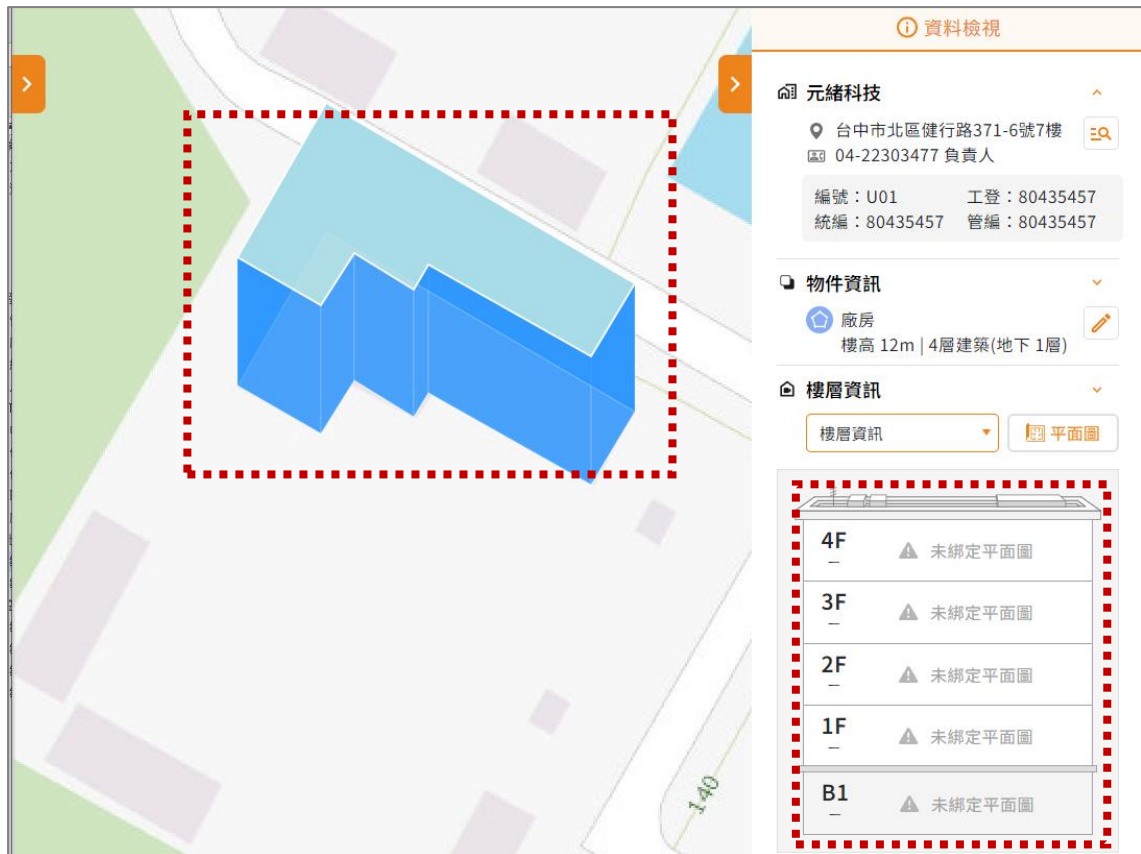 資料檢視
元緒科技
台中市北區健行路371-6號7樓
04-22303477 負責人
編號：U01 工登：80435457
統編：80435457 管編：80435457
物件資訊
廠房
樓高 12m | 4層建築(地下 1層)
樓層資訊
樓層資訊 平面圖
4F 未綁定平面圖
3F 未綁定平面圖
2F 未綁定平面圖
1F 未綁定平面圖
B1 未綁定平面圖
140